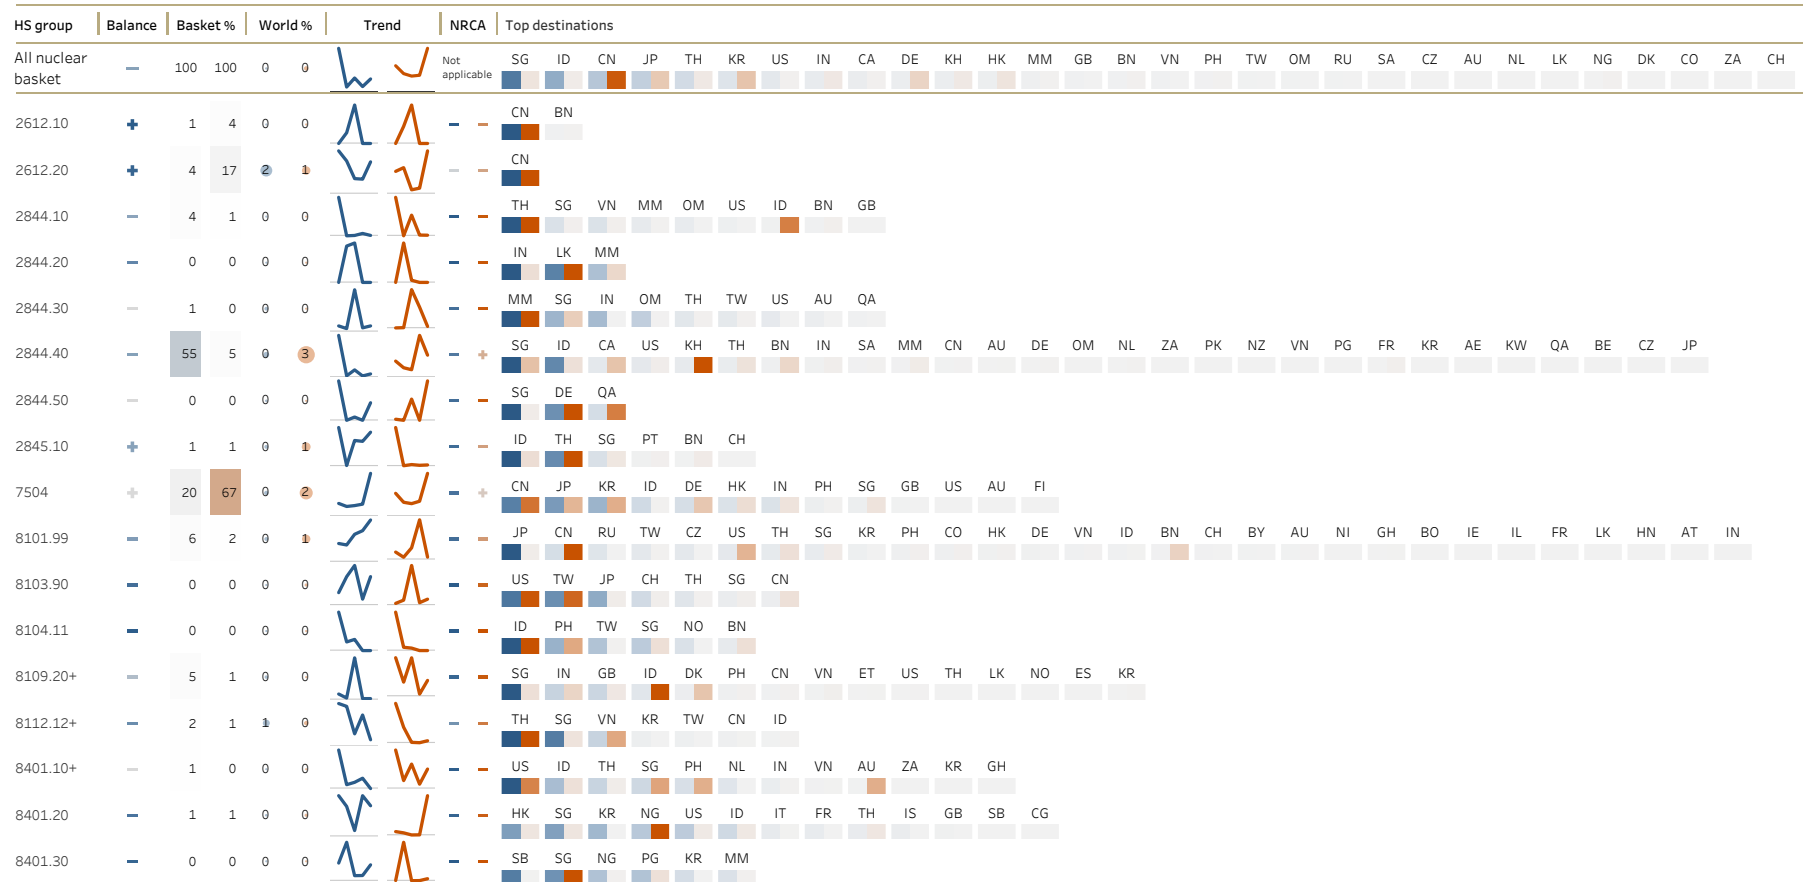 HS group Balance Basket % World % Trend NRCA Top destinations
All nuclear basket 100 100 0 0 Not applicable SG ID CN JP TH KR US IN CA DE KH HK MM GB BN VN PH TW OM RU SA CZ AU NL LK NG DK CO ZA CH
2612.10 + 1 4 0 0 CN BN
2612.20 + 4 17 2 1 CN
2844.10 − 4 1 0 0 TH SG VN MM OM US ID BN GB
2844.20 − 0 0 0 0 IN LK MM
2844.30 − 1 0 0 0 MM SG IN OM TH TW US AU QA
2844.40 − 55 5 0 3 SG ID CA US KH TH BN IN SA MM CN AU DE OM NL ZA PK NZ VN PG FR KR AE KW QA BE CZ JP
2844.50 − 0 0 0 0 SG DE QA
2845.10 + 1 1 0 1 ID TH SG PT BN CH
7504 + 20 67 0 2 CN JP KR ID DE HK IN PH SG GB US AU FI
8101.99 − 6 2 0 1 JP CN RU TW CZ US TH SG KR PH CO HK DE VN ID BN CH BY AU NI GH BO IE IL FR LK HN AT IN
8103.90 − 0 0 0 0 US TW JP CH TH SG CN
8104.11 − 0 0 0 0 ID PH TW SG NO BN
8109.20+ − 5 1 0 0 SG IN GB ID DK PH CN VN ET US TH LK NO ES KR
8112.12+ − 2 1 1 0 TH SG VN KR TW CN ID
8401.10+ − 1 0 0 0 US ID TH SG PH NL IN VN AU ZA KR GH
8401.20 − 1 1 0 0 HK SG KR NG US ID IT FR TH IS GB SB CG
8401.30 − 0 0 0 0 SB SG NG PG KR MM